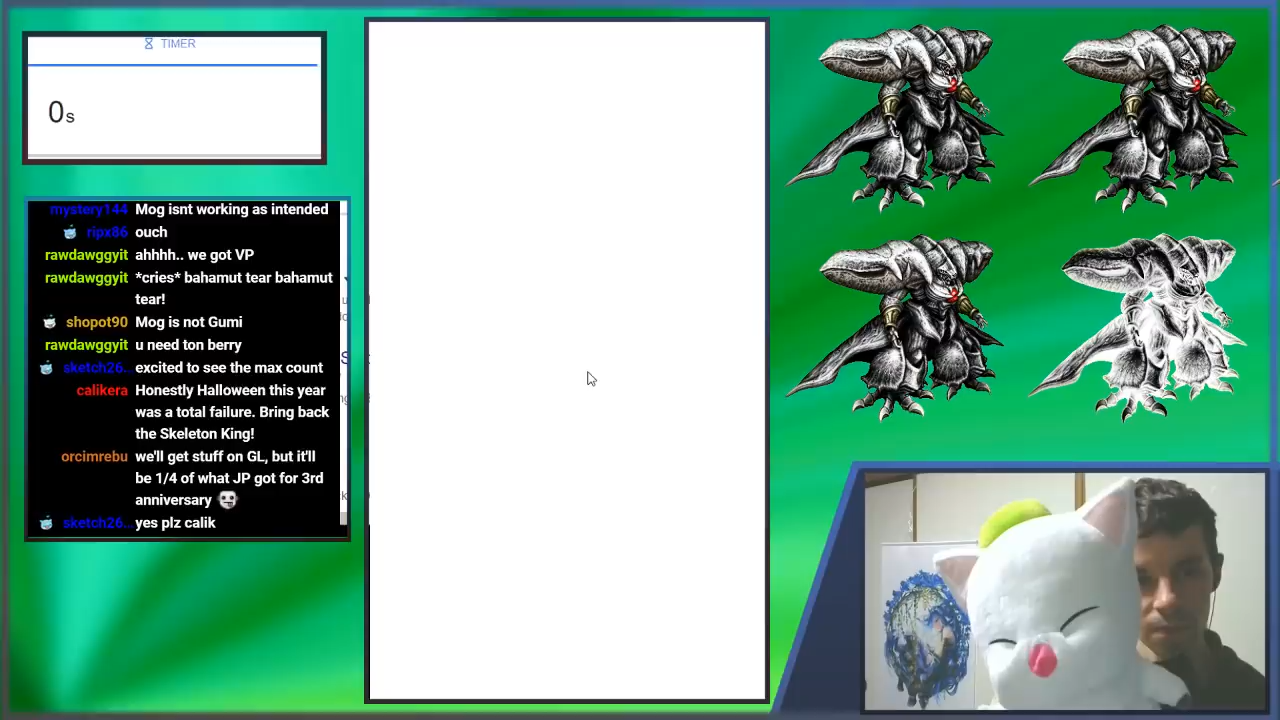 TIMER
0s
mystery144 Mog isnt working as intended
ripx86 ouch
rawdawggyit ahhhh.. we got VP
rawdawggyit *cries* bahamut tear bahamut
tear!
shopot90 Mog is not Gumi
rawdawggyit u need ton berry
sketch26... excited to see the max count
calikera Honestly Halloween this year
was a total failure. Bring back
the Skeleton King!
orcimrebu we'll get stuff on GL, but it'll
be 1/4 of what JP got for 3rd
anniversary
sketch26... yes plz calik